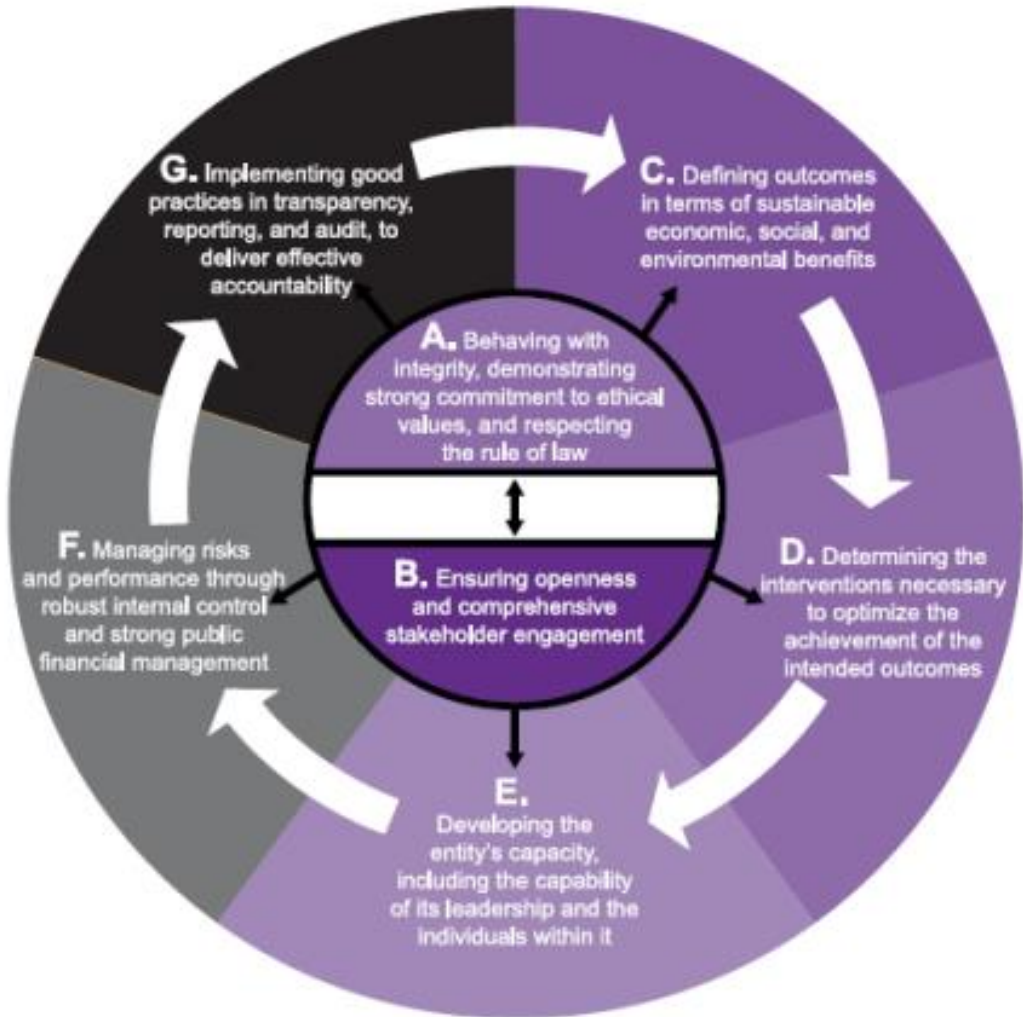 G. Implementing good
practices in transparency,
reporting, and audit, to
deliver effective
accountability
C. Defining outcomes
in terms of sustainable
economic, social, and
environmental benefits
A. Behaving with
integrity, demonstrating
strong commitment to ethical
values, and respecting
the rule of law
B. Ensuring openness
and comprehensive
stakeholder engagement
D. Determining the
interventions necessary
to optimize the
achievement of the
intended outcomes
E.
Developing the
entity's capacity,
including the capability
of its leadership and the
individuals within it
F. Managing risks
and performance through
robust internal control
and strong public
financial management